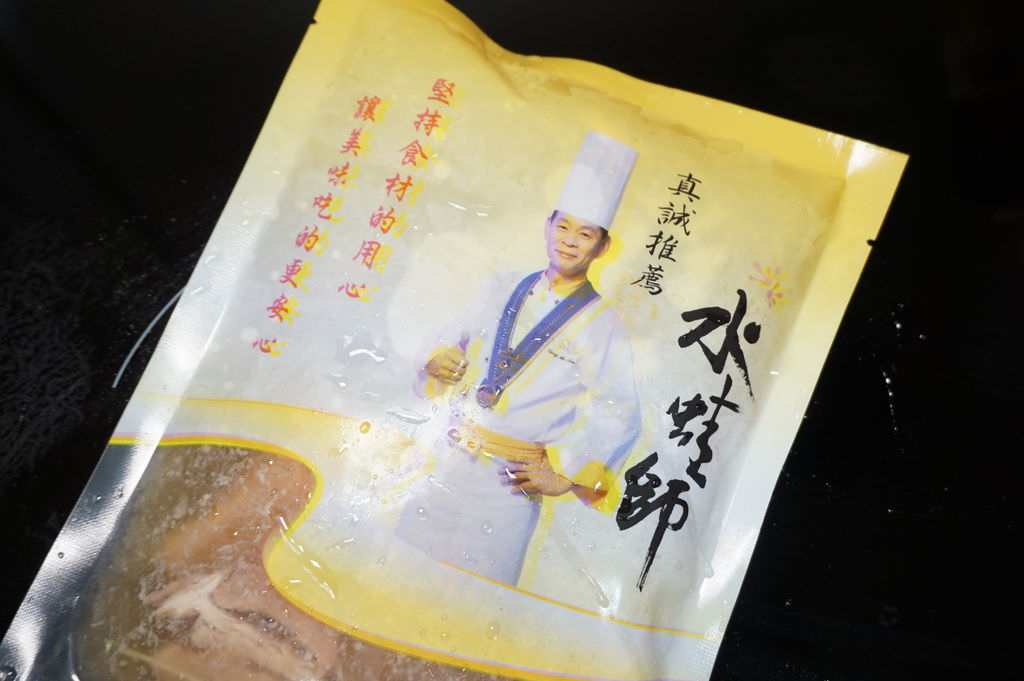 堅持食材的用心
讓美味吃的更安心
真誠推薦
水蛙師